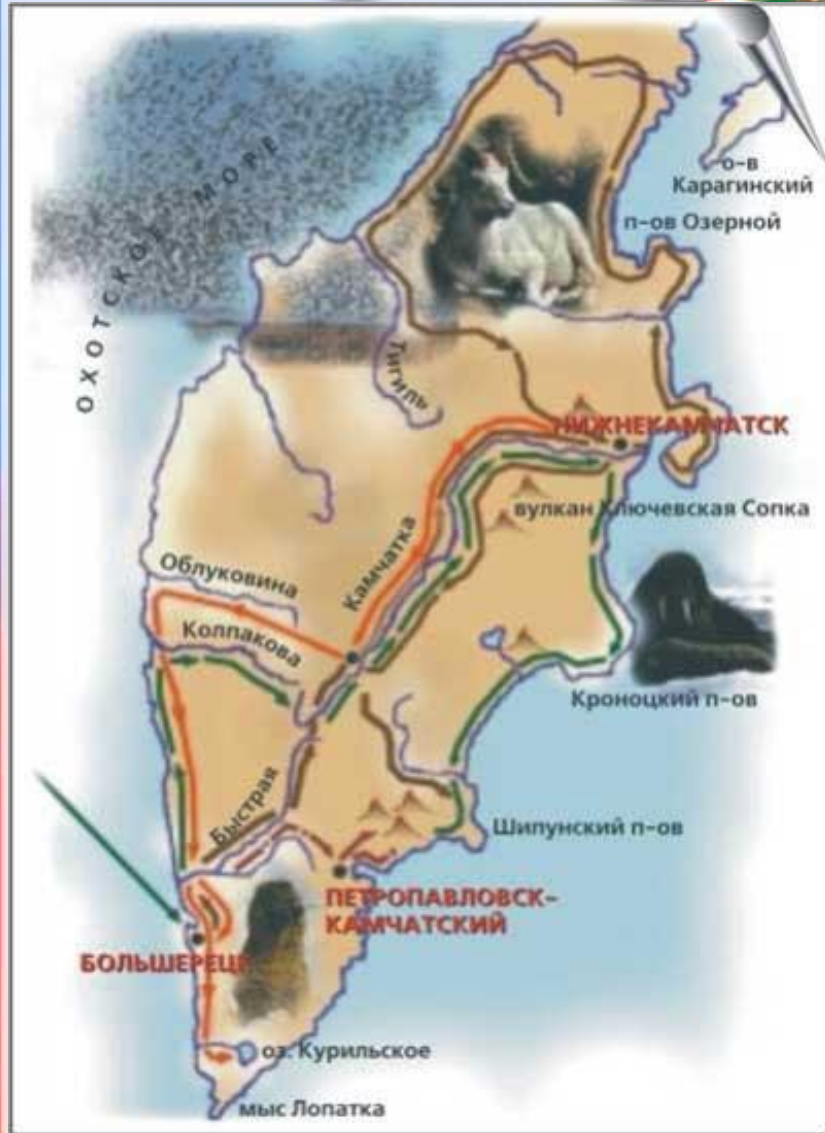 ОХОТСКОЕ МОРЕ
о-в
Карагинский
п-ов Озерной
Тигиль
НИЖНЕКАМЧАТСК
вулкан Ключевская Сопка
Облуковина
Камчатка
Колпакова
Кроноцкий п-ов
Быстрая
Шипунский п-ов
ПЕТРОПАВЛОВСК-
КАМЧАТСКИЙ
БОЛЬШЕРЕЦК
оз. Курильское
мыс Лопатка